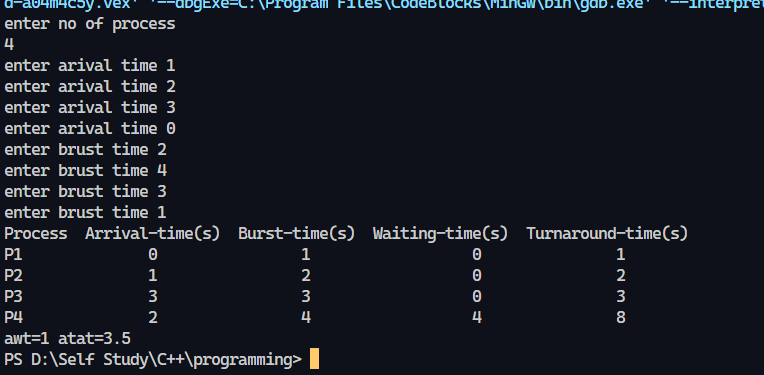 d-a04m4c5y.vex' '--dbgExe=C:\Program Files\CodeBlocks\MinGW\bin\gdb.exe' '--interpre
enter no of process
4
enter arival time 1
enter arival time 2
enter arival time 3
enter arival time 0
enter brust time 2
enter brust time 4
enter brust time 3
enter brust time 1
Process Arrival-time(s) Burst-time(s) Waiting-time(s) Turnaround-time(s)
P1 0 1 0 1
P2 1 2 0 2
P3 3 3 0 3
P4 2 4 4 8
awt=1 atat=3.5
PS D:\Self Study\C++\programming>